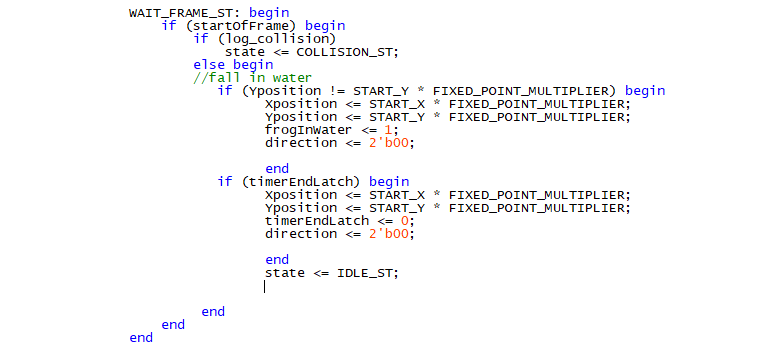 WAIT_FRAME_ST: begin
if (startOfFrame) begin
if (log_collision)
state <= COLLISION_ST;
else begin
//fall in water
if (Yposition != START_Y * FIXED_POINT_MULTIPLIER) begin
Xposition <= START_X * FIXED_POINT_MULTIPLIER;
Yposition <= START_Y * FIXED_POINT_MULTIPLIER;
frogInWater <= 1;
direction <= 2'b00;
end
if (timerEndLatch) begin
Xposition <= START_X * FIXED_POINT_MULTIPLIER;
Yposition <= START_Y * FIXED_POINT_MULTIPLIER;
timerEndLatch <= 0;
direction <= 2'b00;
end
state <= IDLE_ST;
end
end
end